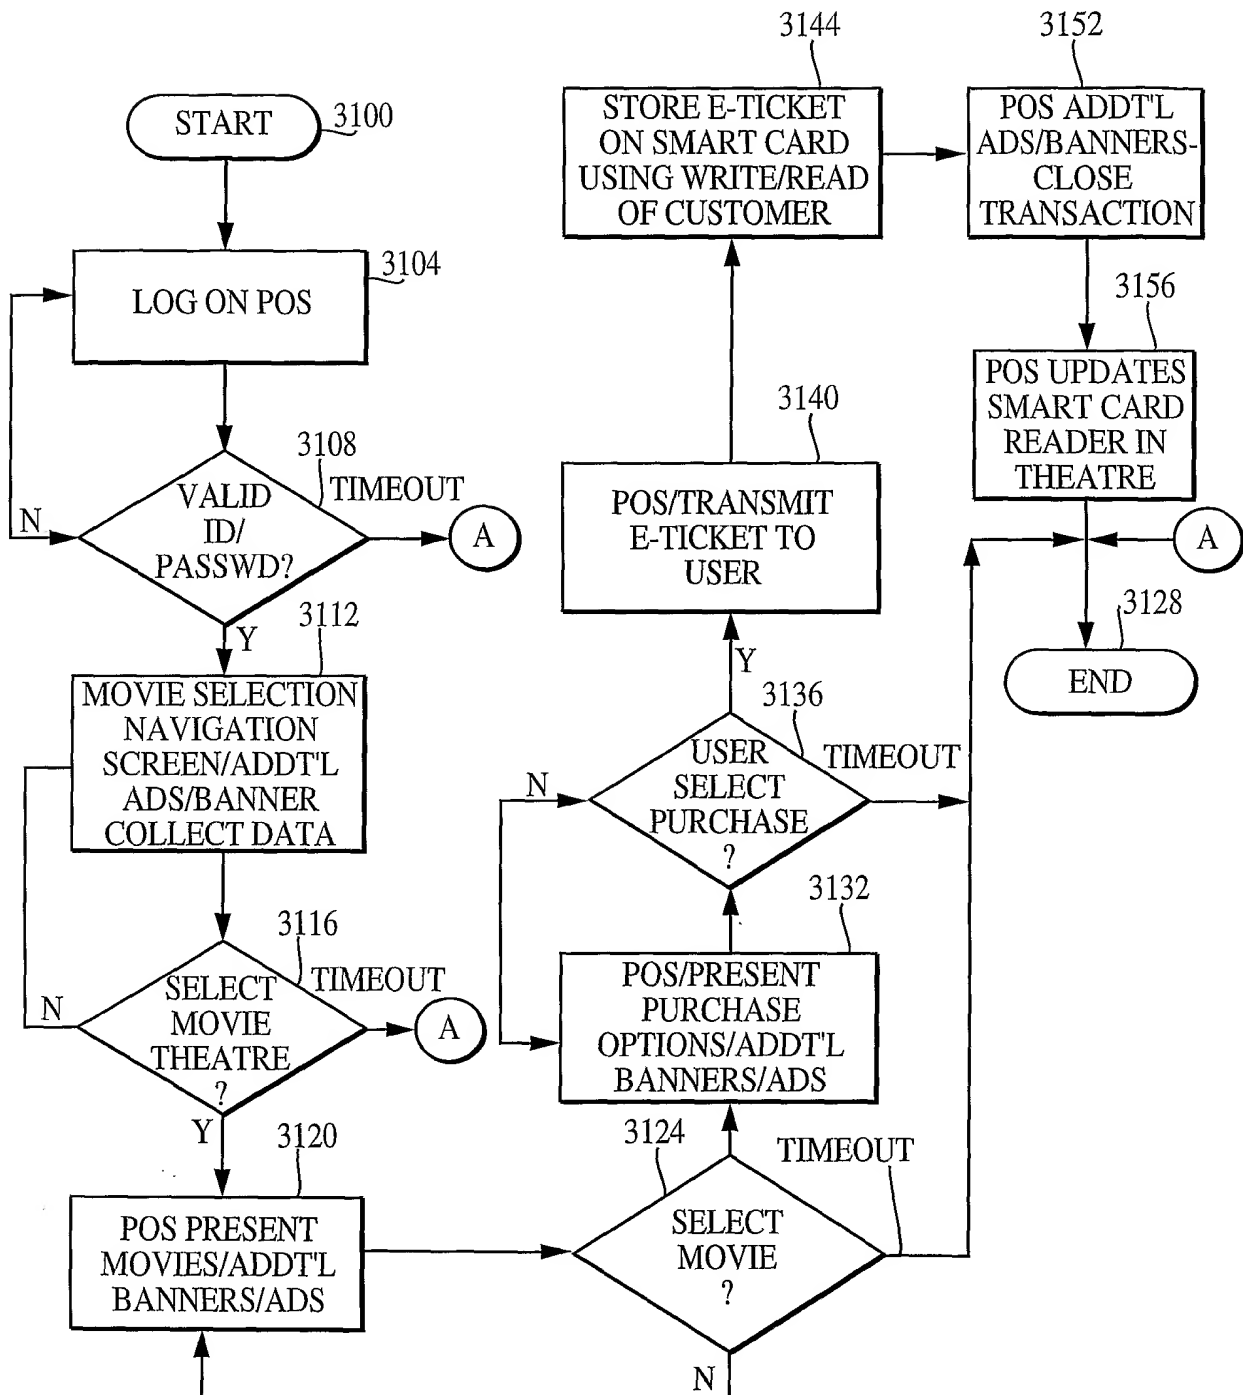 START
3100
LOG ON POS
3104
VALID
ID/
PASSWD?
3108
TIMEOUT
A
N
Y
3112
MOVIE SELECTION
NAVIGATION
SCREEN/ADDT'L
ADS/BANNER
COLLECT DATA
3116
SELECT
MOVIE
THEATRE
?
TIMEOUT
A
N
Y
3120
POS PRESENT
MOVIES/ADDT'L
BANNERS/ADS
3124
SELECT
MOVIE
?
TIMEOUT
N
3132
POS/PRESENT
PURCHASE
OPTIONS/ADDT'L
BANNERS/ADS
3136
USER
SELECT
PURCHASE
?
TIMEOUT
N
Y
3140
POS/TRANSMIT
E-TICKET TO
USER
3144
STORE E-TICKET
ON SMART CARD
USING WRITE/READ
OF CUSTOMER
3152
POS ADDT'L
ADS/BANNERS-
CLOSE
TRANSACTION
3156
POS UPDATES
SMART CARD
READER IN
THEATRE
A
3128
END